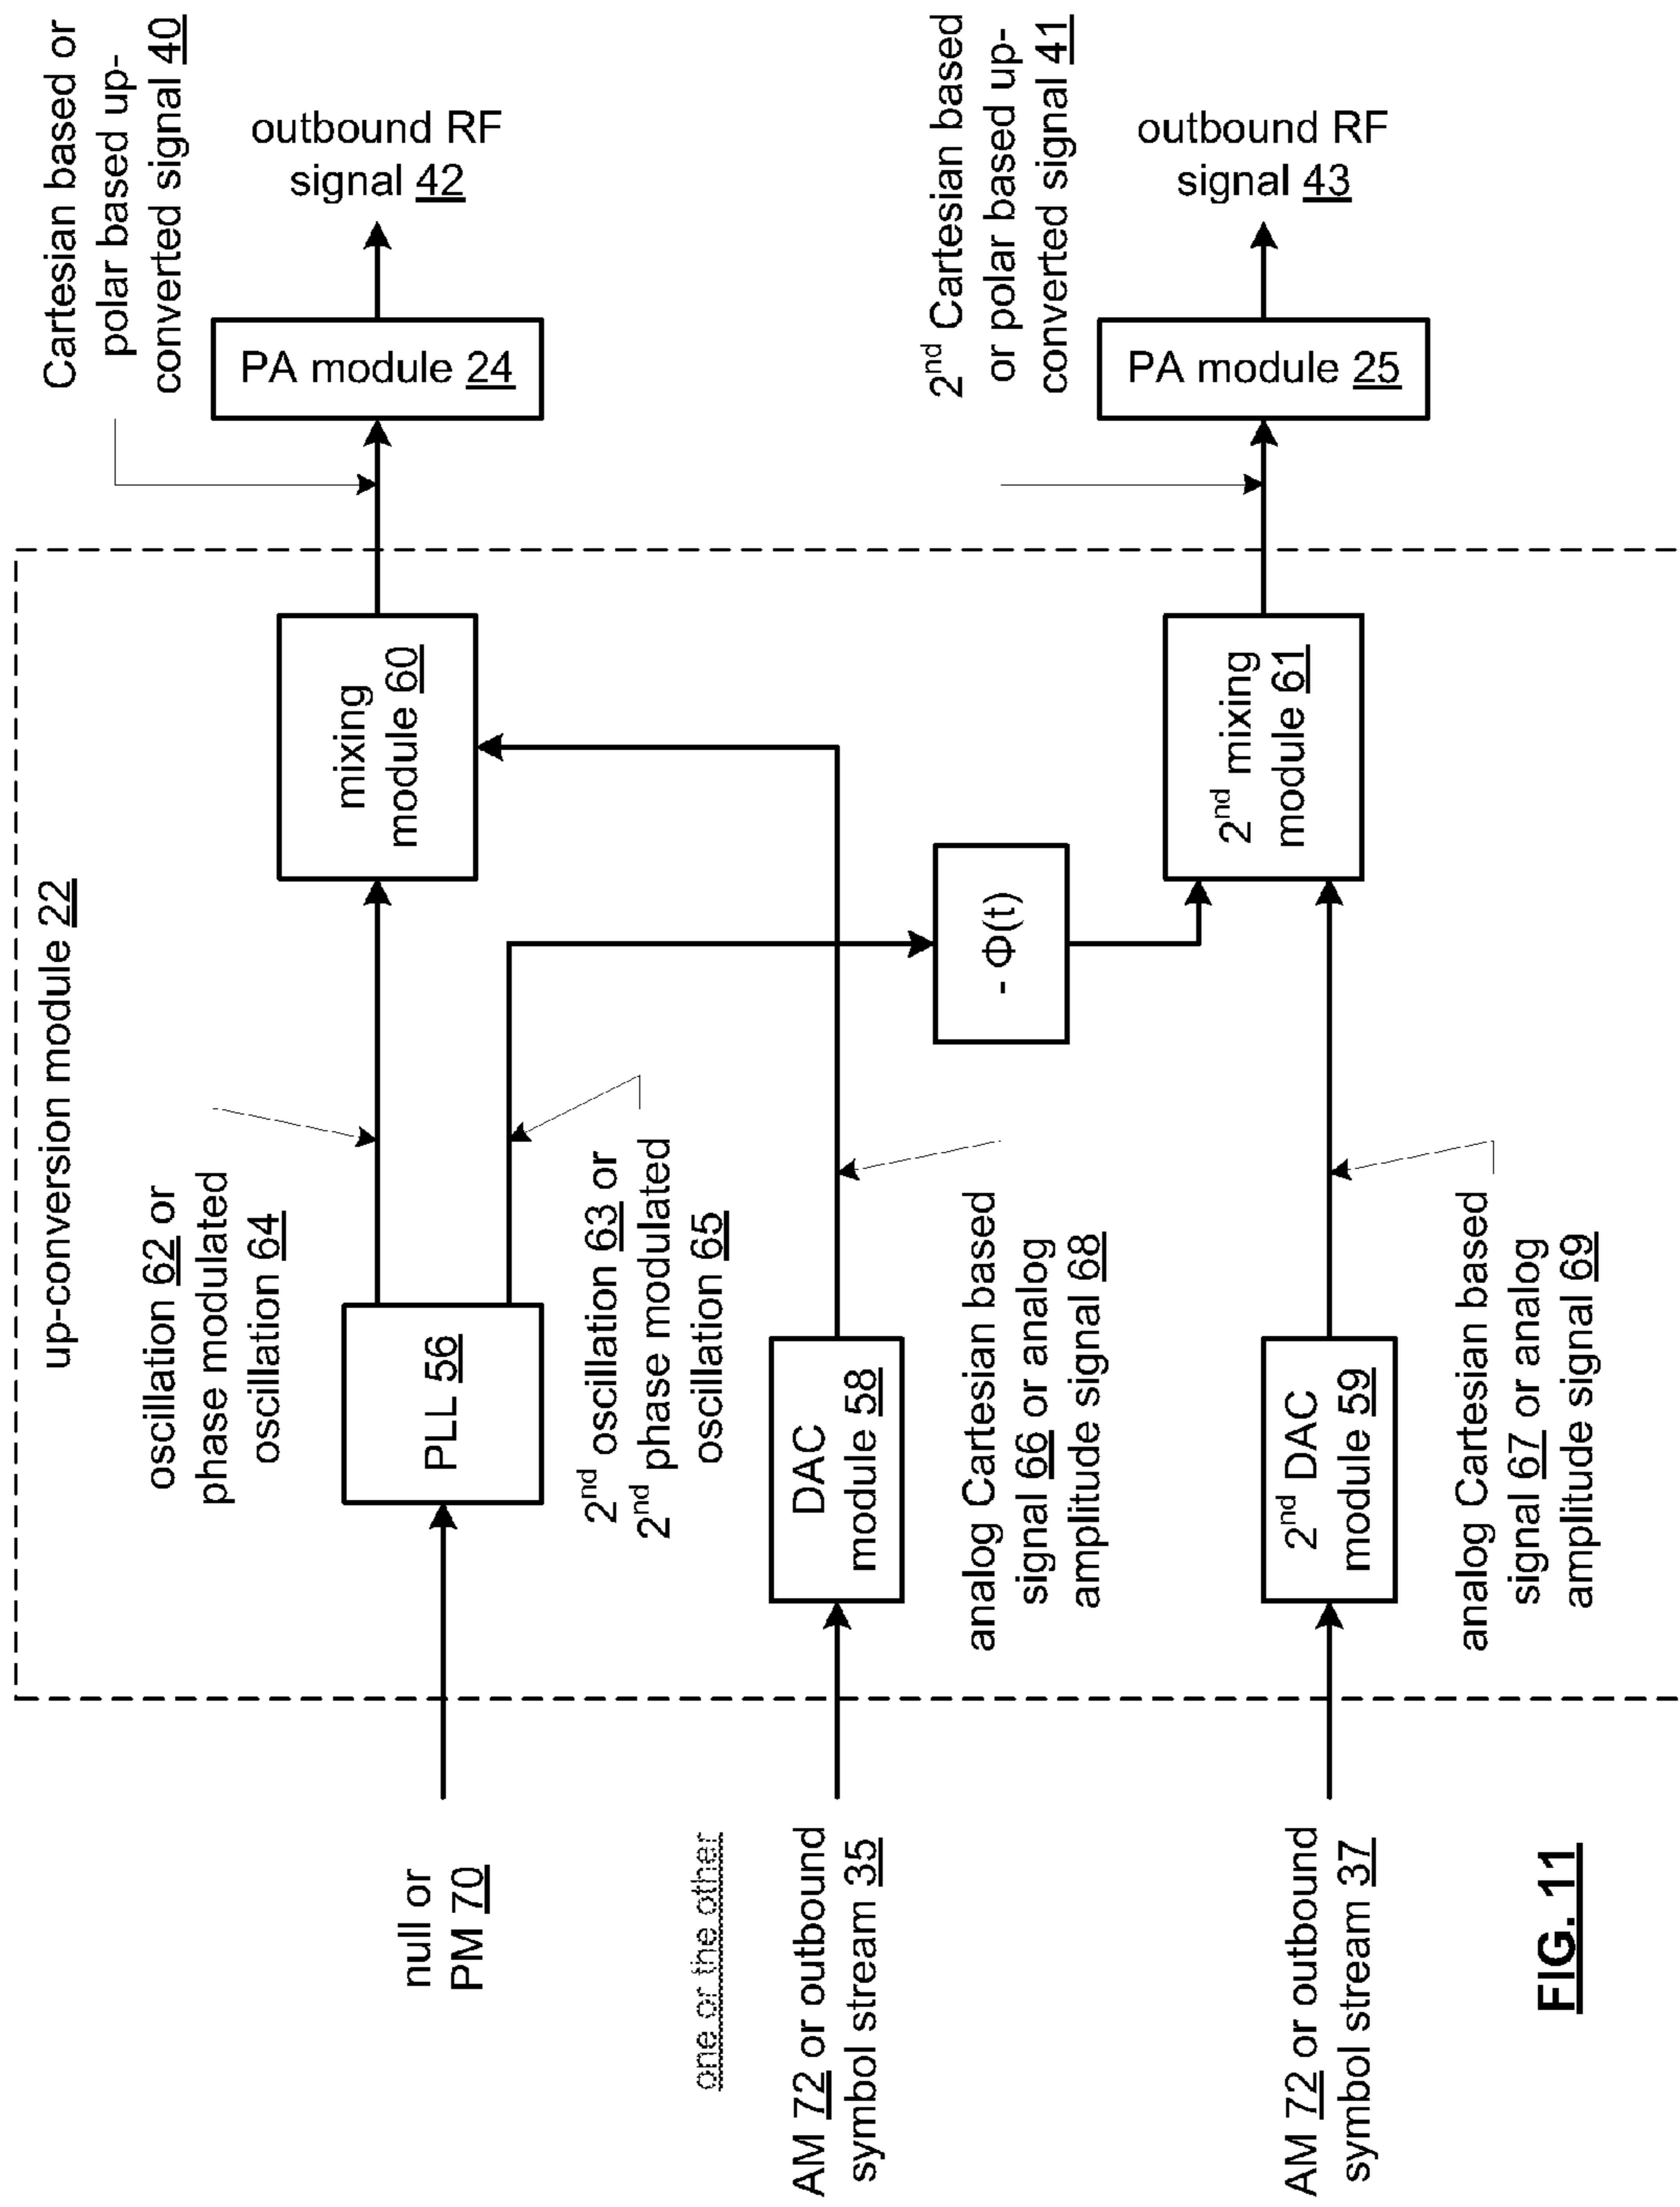 up-conversion module 22
null or
PM 70
PLL 56
oscillation 62 or
phase modulated
oscillation 64
2nd oscillation 63 or
2nd phase modulated
oscillation 65
mixing
module 60
Cartesian based or
polar based up-
converted signal 40
PA module 24
outbound RF
signal 42
one or the other
AM 72 or outbound
symbol stream 35
DAC
module 58
analog Cartesian based
signal 66 or analog
amplitude signal 68
- Φ(t)
AM 72 or outbound
symbol stream 37
2nd DAC
module 59
analog Cartesian based
signal 67 or analog
amplitude signal 69
2nd mixing
module 61
2nd Cartesian based
or polar based up-
converted signal 41
PA module 25
outbound RF
signal 43
FIG. 11